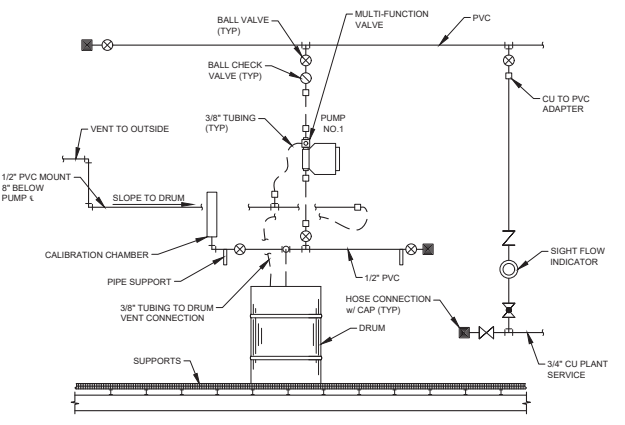 BALL VALVE
(TYP)
MULTI-FUNCTION
VALVE
PVC
BALL CHECK
VALVE (TYP)
CU TO PVC
ADAPTER
3/8" TUBING
(TYP)
PUMP
NO.1
VENT TO OUTSIDE
1/2" PVC MOUNT
8" BELOW
PUMP ℄
SLOPE TO DRUM
CALIBRATION CHAMBER
SIGHT FLOW
INDICATOR
PIPE SUPPORT
1/2" PVC
3/8" TUBING TO DRUM
VENT CONNECTION
HOSE CONNECTION
w/ CAP (TYP)
DRUM
SUPPORTS
3/4" CU PLANT
SERVICE